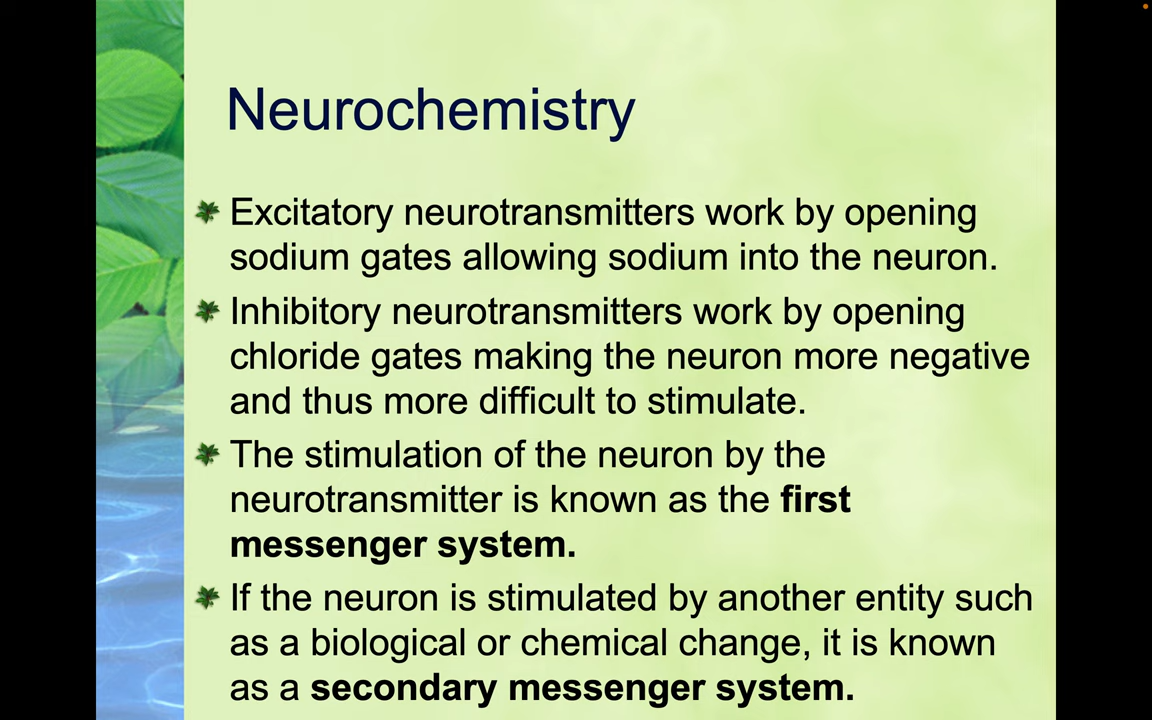 Neurochemistry
Excitatory neurotransmitters work by opening
sodium gates allowing sodium into the neuron.
Inhibitory neurotransmitters work by opening
chloride gates making the neuron more negative
and thus more difficult to stimulate.
The stimulation of the neuron by the
neurotransmitter is known as the first
messenger system.
If the neuron is stimulated by another entity such
as a biological or chemical change, it is known
as a secondary messenger system.